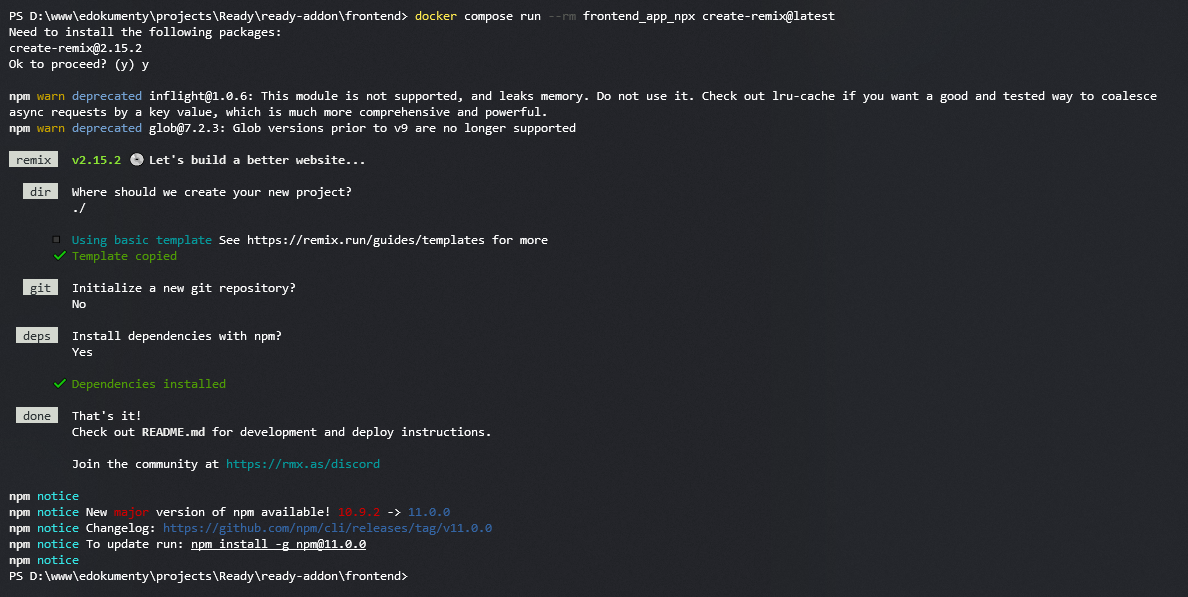 PS D:\www\edokumenty\projects\Ready\ready-addon\frontend> docker compose run --rm frontend_app_npx create-remix@latest
Need to install the following packages:
create-remix@2.15.2
Ok to proceed? (y) y
npm warn deprecated inflight@1.0.6: This module is not supported, and leaks memory. Do not use it. Check out lru-cache if you want a good and tested way to coalesce
async requests by a key value, which is much more comprehensive and powerful.
npm warn deprecated glob@7.2.3: Glob versions prior to v9 are no longer supported
remix v2.15.2 💿 Let's build a better website...
dir Where should we create your new project?
./
Using basic template See https://remix.run/guides/templates for more
✔ Template copied
git Initialize a new git repository?
No
deps Install dependencies with npm?
Yes
✔ Dependencies installed
done That's it!
Check out README.md for development and deploy instructions.
Join the community at https://rmx.as/discord
npm notice
npm notice New major version of npm available! 10.9.2 -> 11.0.0
npm notice Changelog: https://github.com/npm/cli/releases/tag/v11.0.0
npm notice To update run: npm install -g npm@11.0.0
npm notice
PS D:\www\edokumenty\projects\Ready\ready-addon\frontend>